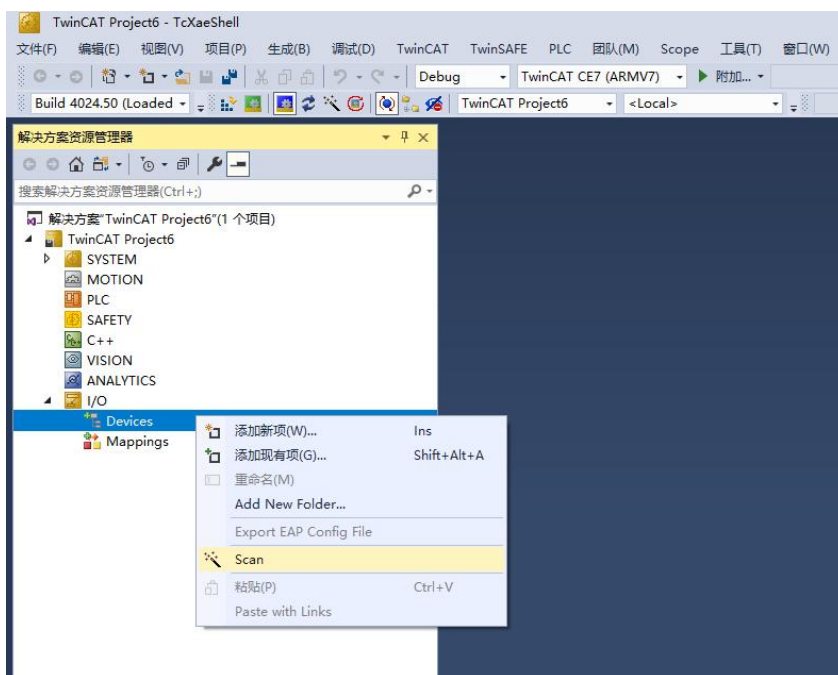 TwinCAT Project6 - TcXaeShell
文件(F) 编辑(E) 视图(V) 项目(P) 生成(B) 调试(D) TwinCAT TwinSAFE PLC 团队(M) Scope 工具(T) 窗口(W)
Debug TwinCAT CE7 (ARMV7) 附加...
Build 4024.50 (Loaded TwinCAT Project6 <Local>
解决方案资源管理器
搜索解决方案资源管理器(Ctrl+;)
解决方案"TwinCAT Project6"(1 个项目)
TwinCAT Project6
SYSTEM
MOTION
PLC
SAFETY
C++
VISION
ANALYTICS
I/O
Devices
Mappings
添加新项(W)... Ins
添加现有项(G)... Shift+Alt+A
重命名(M)
Add New Folder...
Export EAP Config File
Scan
粘贴(P) Ctrl+V
Paste with Links